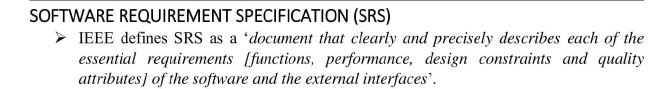 SOFTWARE REQUIREMENT SPECIFICATION (SRS)
➢ IEEE defines SRS as a ‘document that clearly and precisely describes each of the
essential requirements [functions, performance, design constraints and quality
attributes] of the software and the external interfaces’.